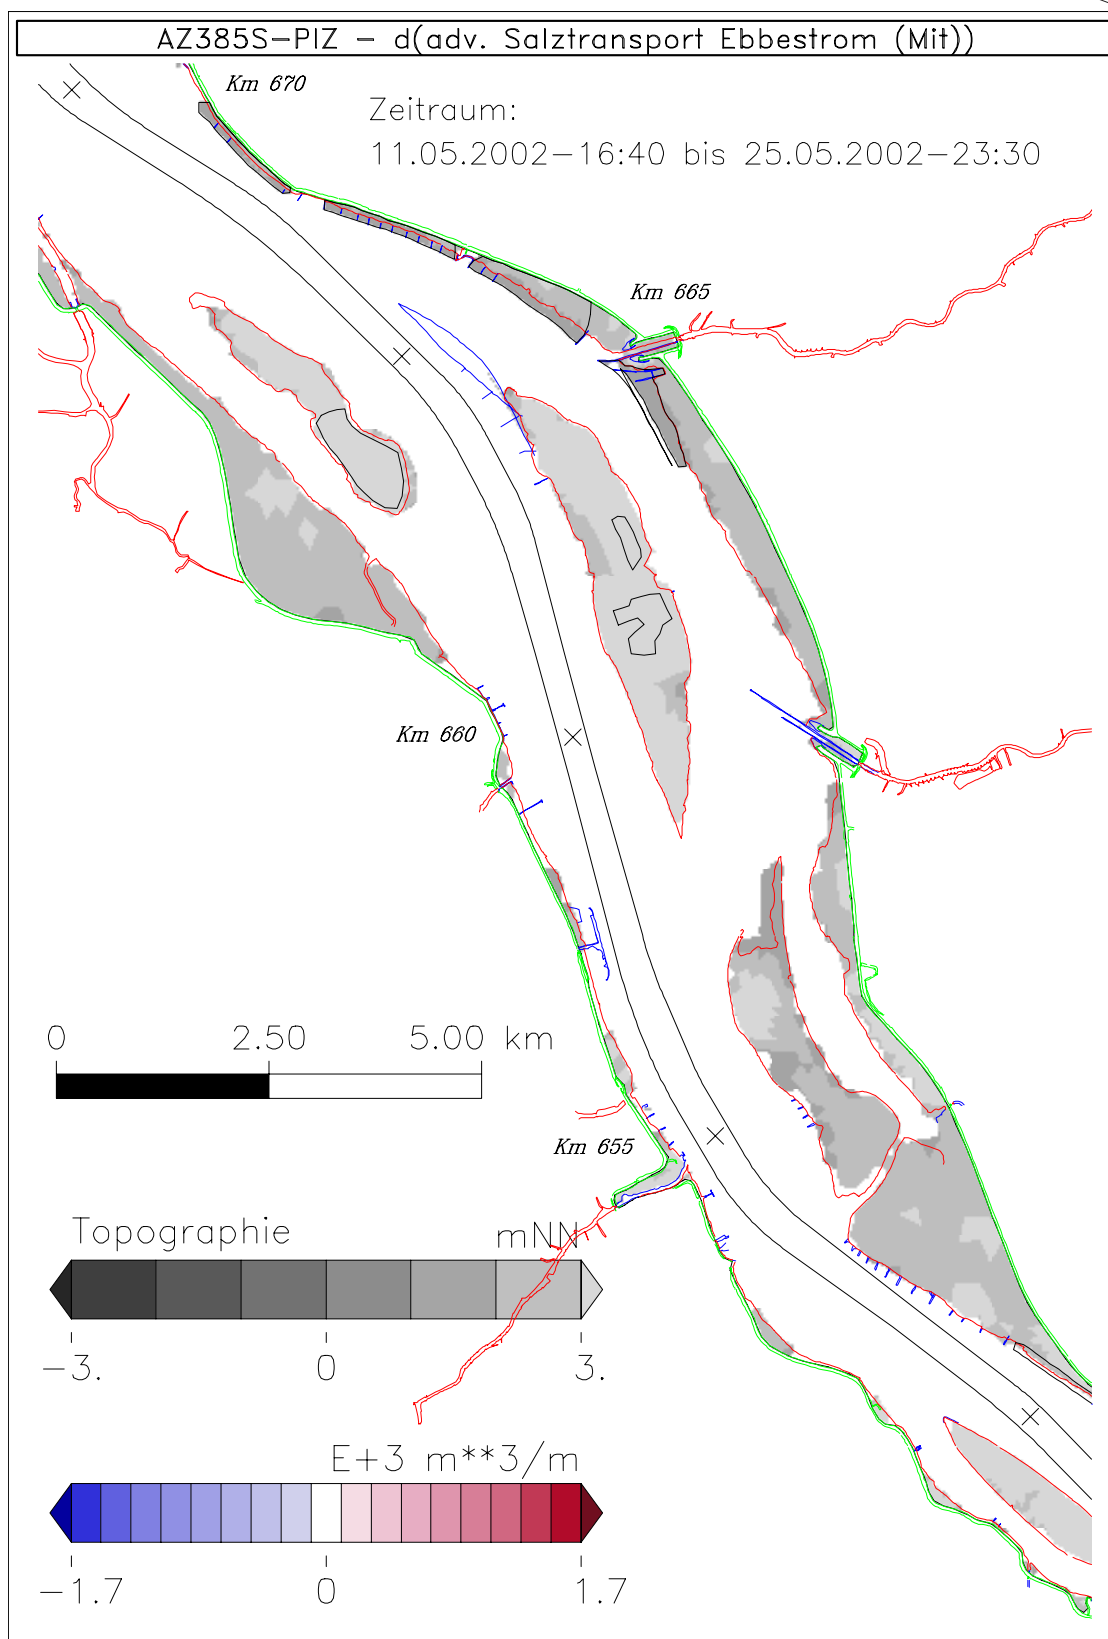 AZ385S-PIZ - d(adv. Salztransport Ebbestrom (Mit))
Km 670
Zeitraum:
11.05.2002-16:40 bis 25.05.2002-23:30
Km 665
Km 660
0 2.50 5.00 km
Km 655
Topographie mNN
-3. 0 3.
E+3 m**3/m
-1.7 0 1.7